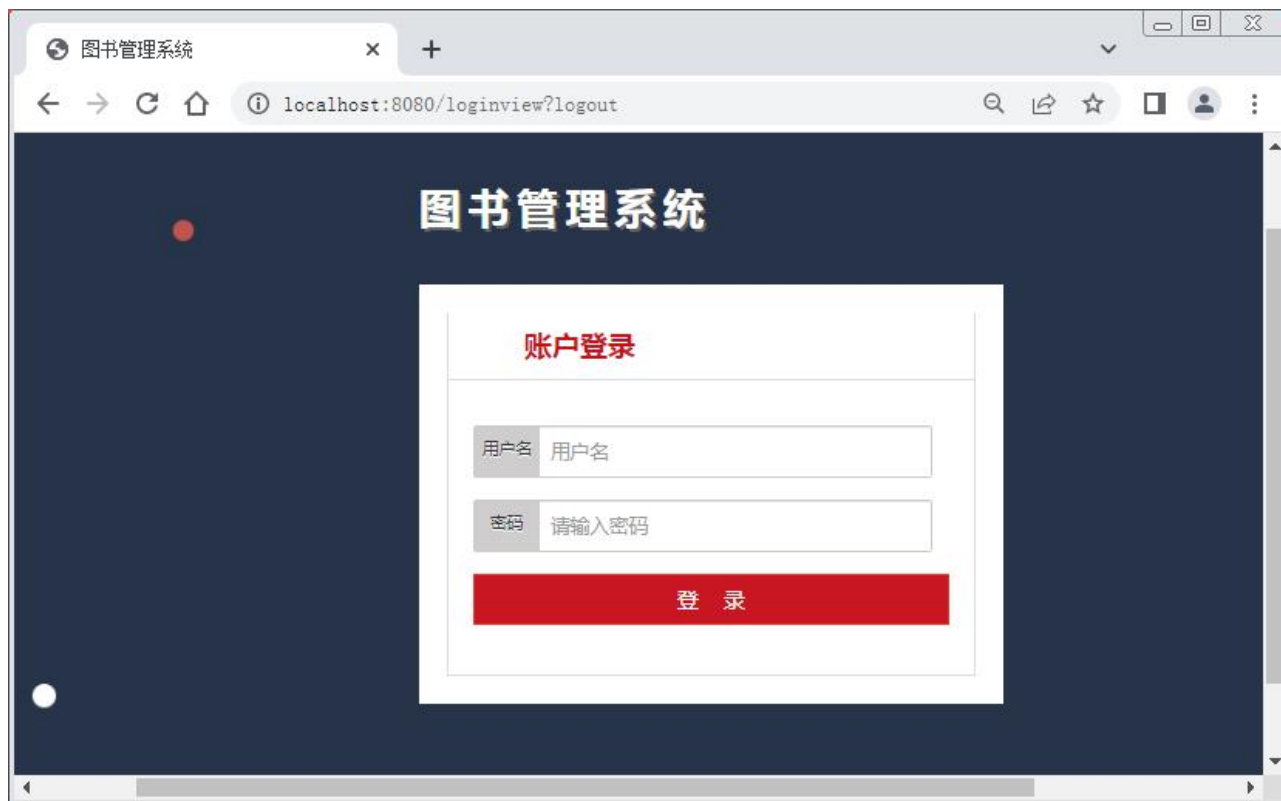 图书管理系统
localhost:8080/loginview?logout
图书管理系统
账户登录
用户名 用户名
密码 请输入密码
登 录